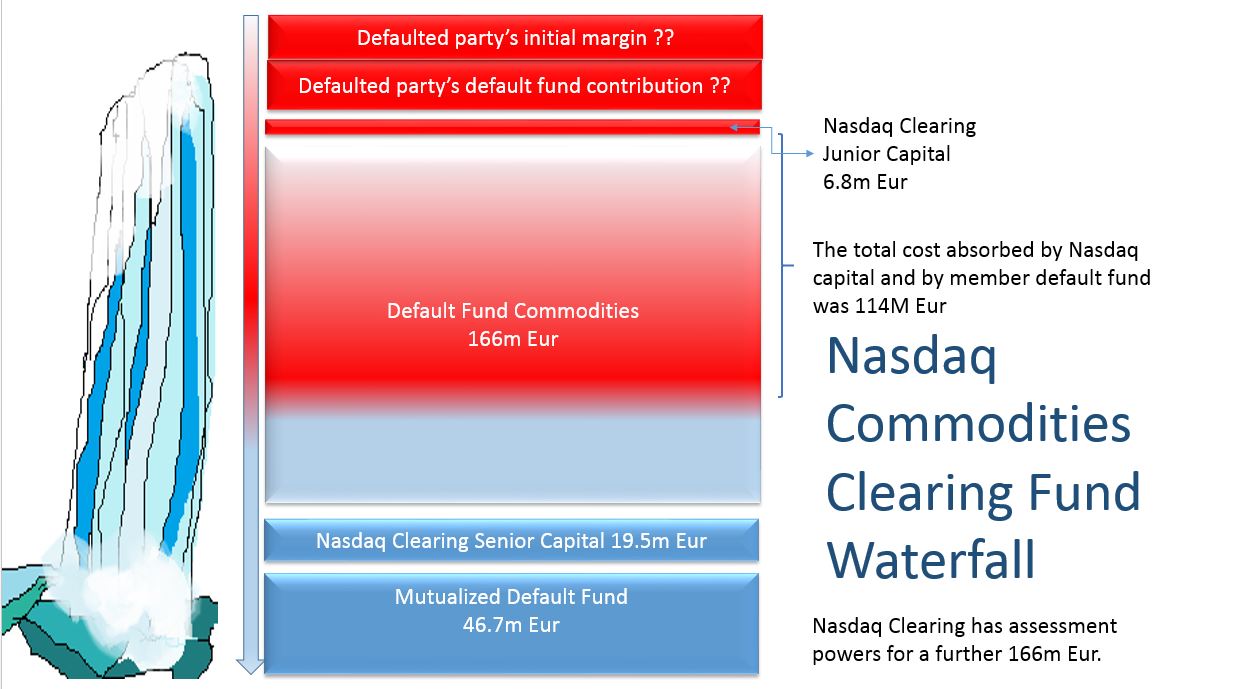 Defaulted party’s initial margin ??
Defaulted party’s default fund contribution ??
Nasdaq Clearing
Junior Capital
6.8m Eur
The total cost absorbed by Nasdaq
capital and by member default fund
was 114M Eur
Default Fund Commodities
166m Eur
Nasdaq
Commodities
Clearing Fund
Waterfall
Nasdaq Clearing Senior Capital 19.5m Eur
Mutualized Default Fund
46.7m Eur
Nasdaq Clearing has assessment
powers for a further 166m Eur.